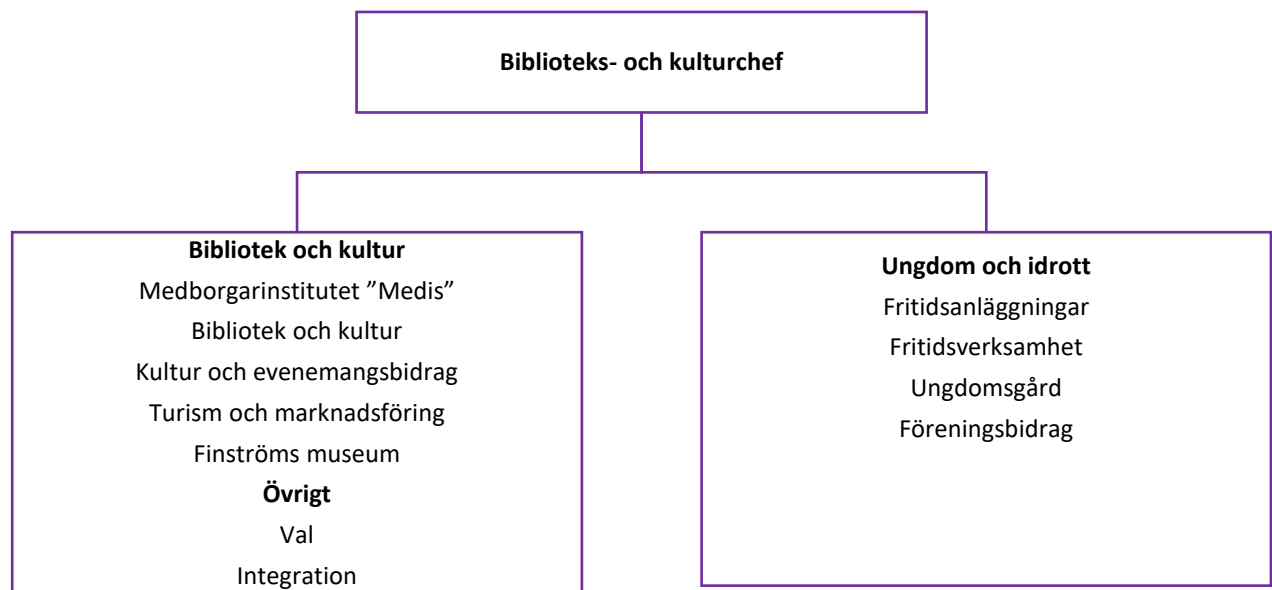 Biblioteks- och kulturchef
Bibliotek och kultur
Medborgarinstitutet ”Medis”
Bibliotek och kultur
Kultur och evenemangsbidrag
Turism och marknadsföring
Finströms museum
Övrigt
Val
Integration
Ungdom och idrott
Fritidsanläggningar
Fritidsverksamhet
Ungdomsgård
Föreningsbidrag